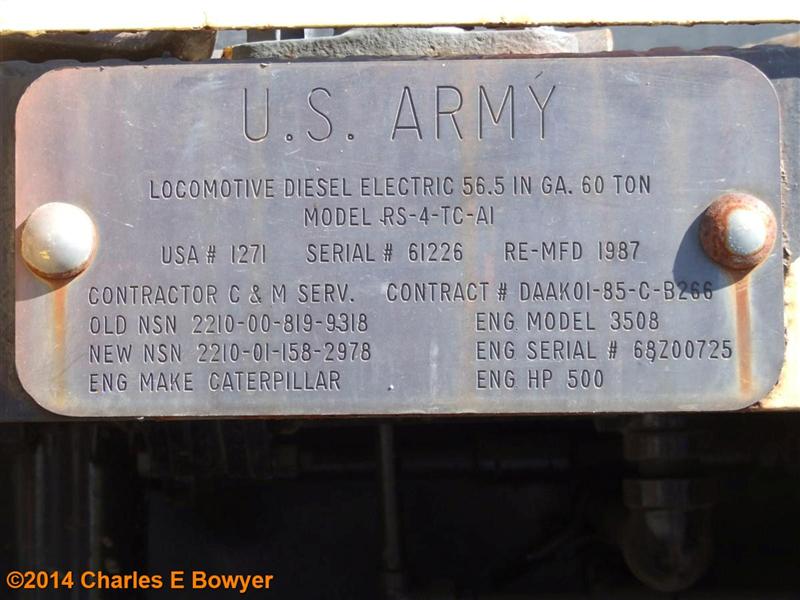 U.S. ARMY
LOCOMOTIVE DIESEL ELECTRIC 56.5 IN GA. 60 TON
MODEL RS-4-TC-A1
USA # 1271 SERIAL # 61226 RE-MFD 1987
CONTRACTOR C & M SERV. CONTRACT # DAAK01-85-C-B266
OLD NSN 2210-00-819-9318 ENG MODEL 3508
NEW NSN 2210-01-158-2978 ENG SERIAL # 68Z00725
ENG MAKE CATERPILLAR ENG HP 500
©2014 Charles E Bowyer